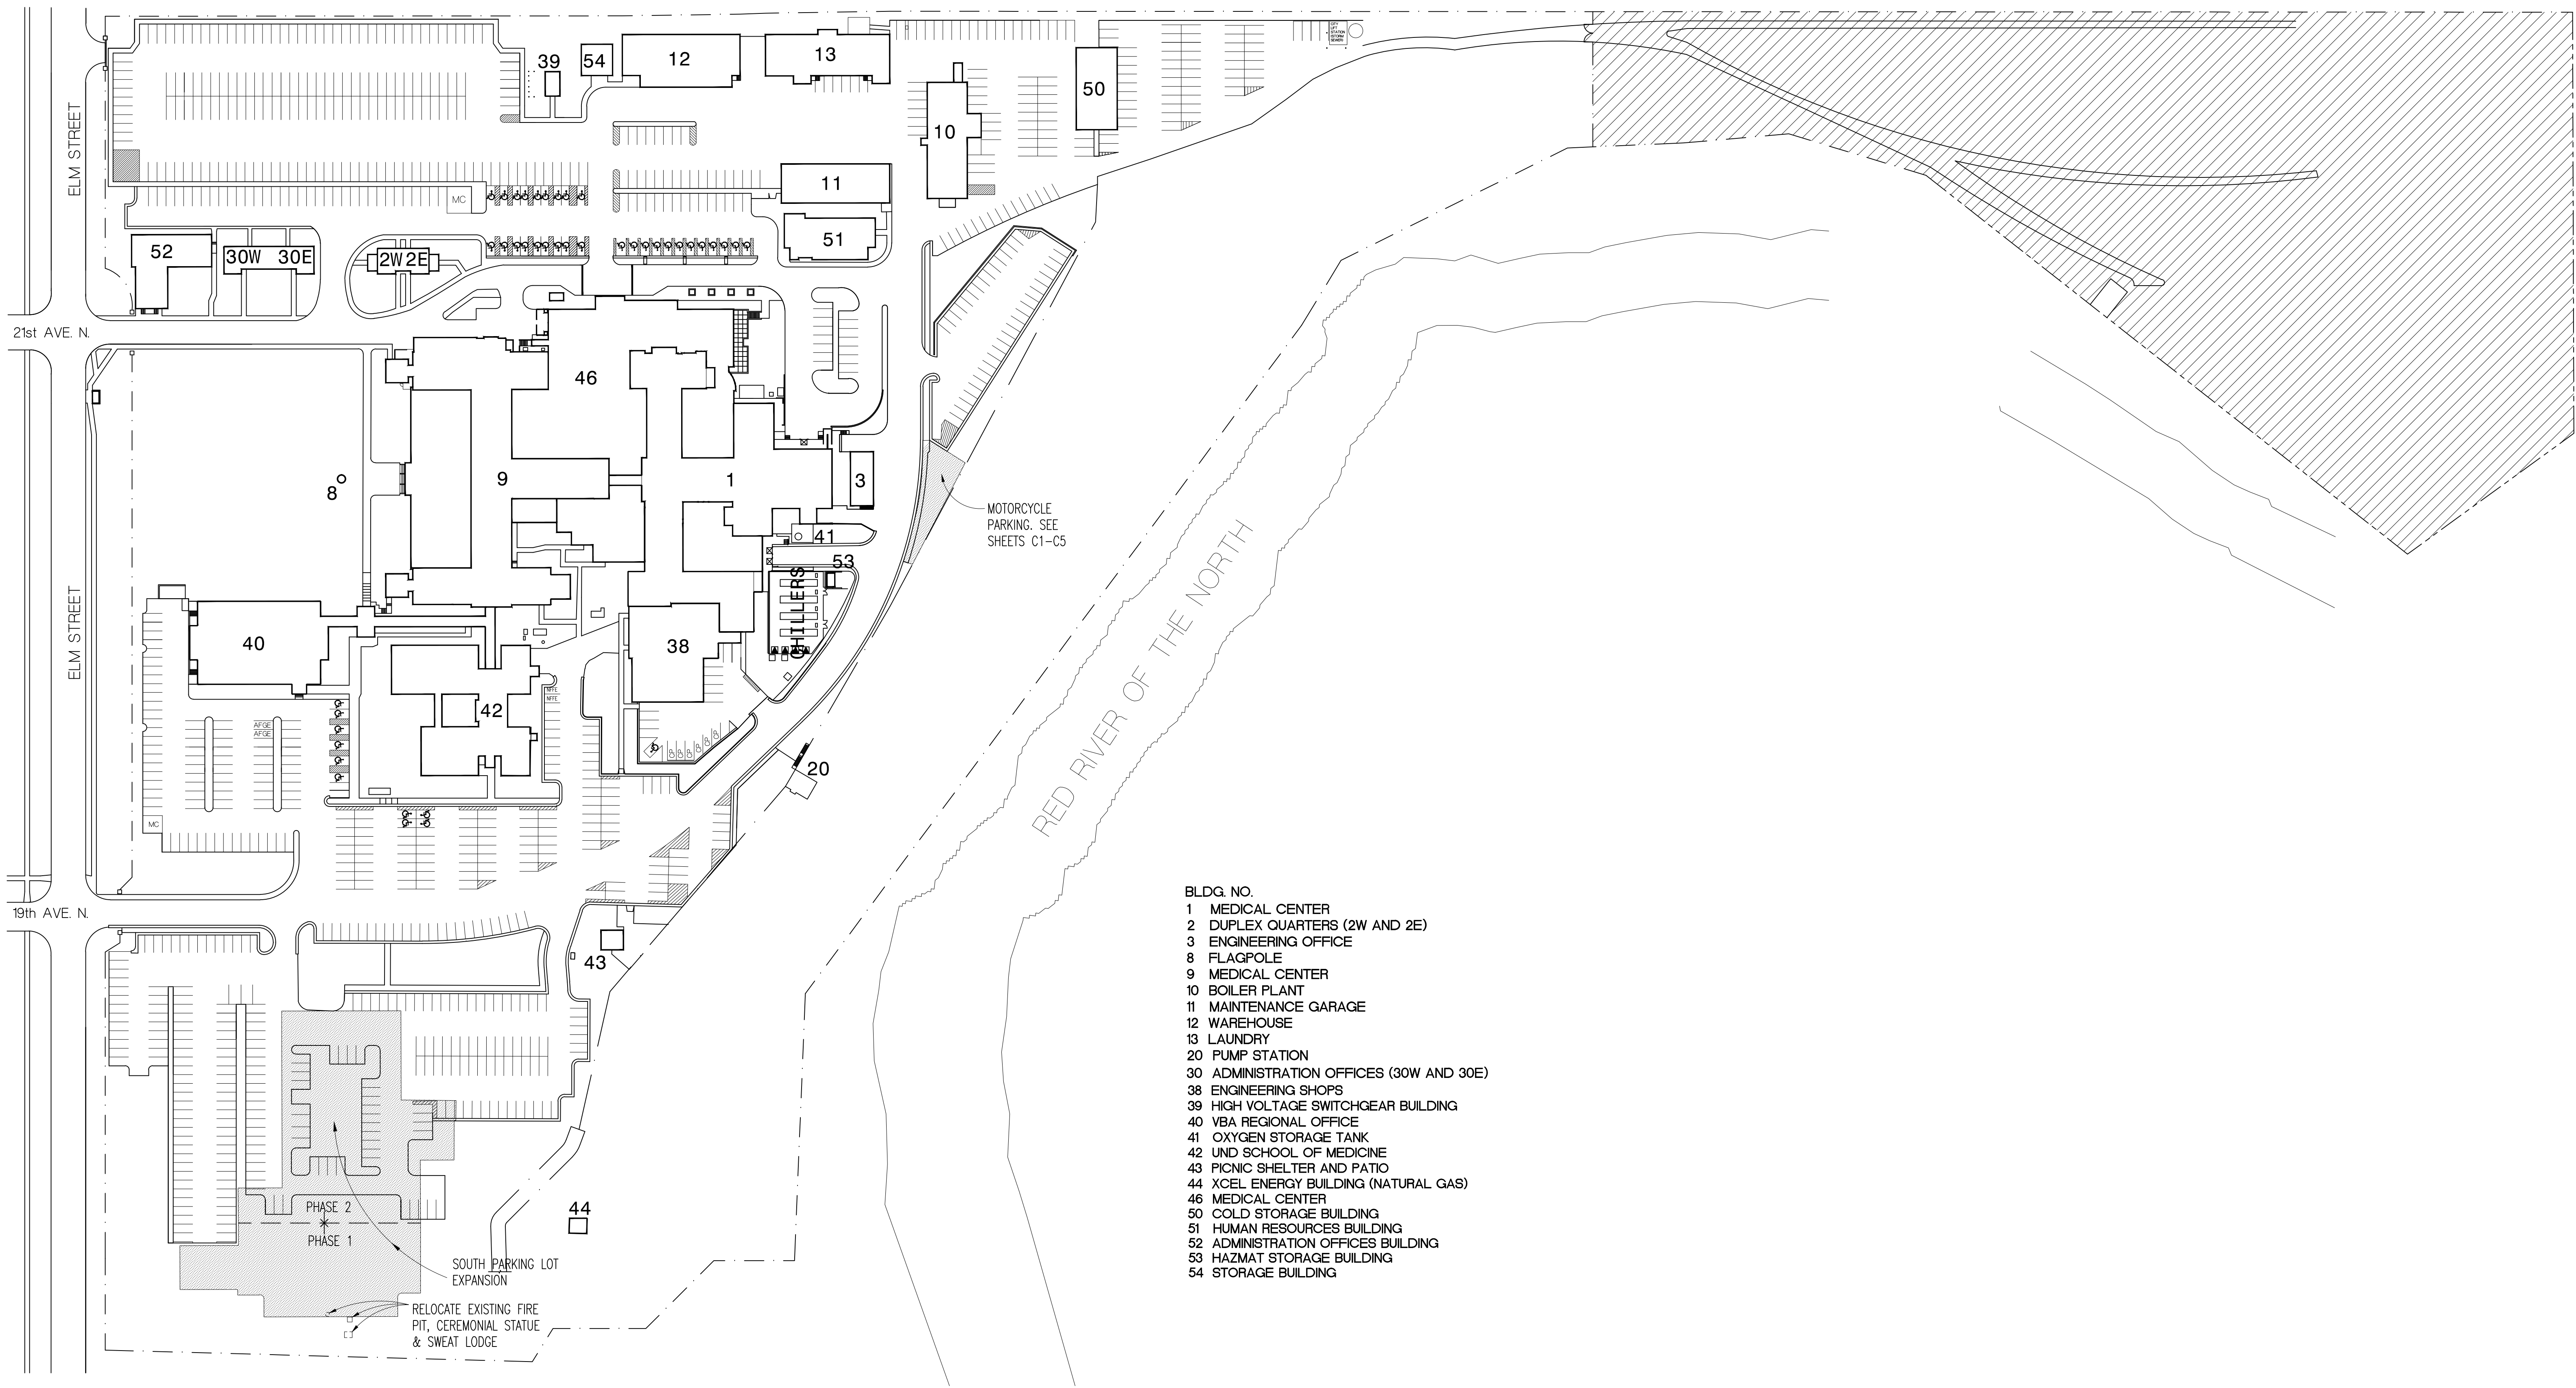 39
54
12
13
CITY
LIFT
STATION
(STORM
SEWER)
50
10
ELM STREET
11
MC
51
52
30W 30E
2W 2E
21st AVE. N.
46
9
1
3
8
MOTORCYCLE
PARKING. SEE
SHEETS C1-C5
41
53
CHILLERS
RED RIVER OF THE NORTH
ELM STREET
40
38
NFFE
NFFE
42
AFGE
AFGE
20
MC
19th AVE. N.
43
PHASE 2
PHASE 1
44
SOUTH PARKING LOT
EXPANSION
RELOCATE EXISTING FIRE
PIT, CEREMONIAL STATUE
& SWEAT LODGE
BLDG. NO.
1 MEDICAL CENTER
2 DUPLEX QUARTERS (2W AND 2E)
3 ENGINEERING OFFICE
8 FLAGPOLE
9 MEDICAL CENTER
10 BOILER PLANT
11 MAINTENANCE GARAGE
12 WAREHOUSE
13 LAUNDRY
20 PUMP STATION
30 ADMINISTRATION OFFICES (30W AND 30E)
38 ENGINEERING SHOPS
39 HIGH VOLTAGE SWITCHGEAR BUILDING
40 VBA REGIONAL OFFICE
41 OXYGEN STORAGE TANK
42 UND SCHOOL OF MEDICINE
43 PICNIC SHELTER AND PATIO
44 XCEL ENERGY BUILDING (NATURAL GAS)
46 MEDICAL CENTER
50 COLD STORAGE BUILDING
51 HUMAN RESOURCES BUILDING
52 ADMINISTRATION OFFICES BUILDING
53 HAZMAT STORAGE BUILDING
54 STORAGE BUILDING